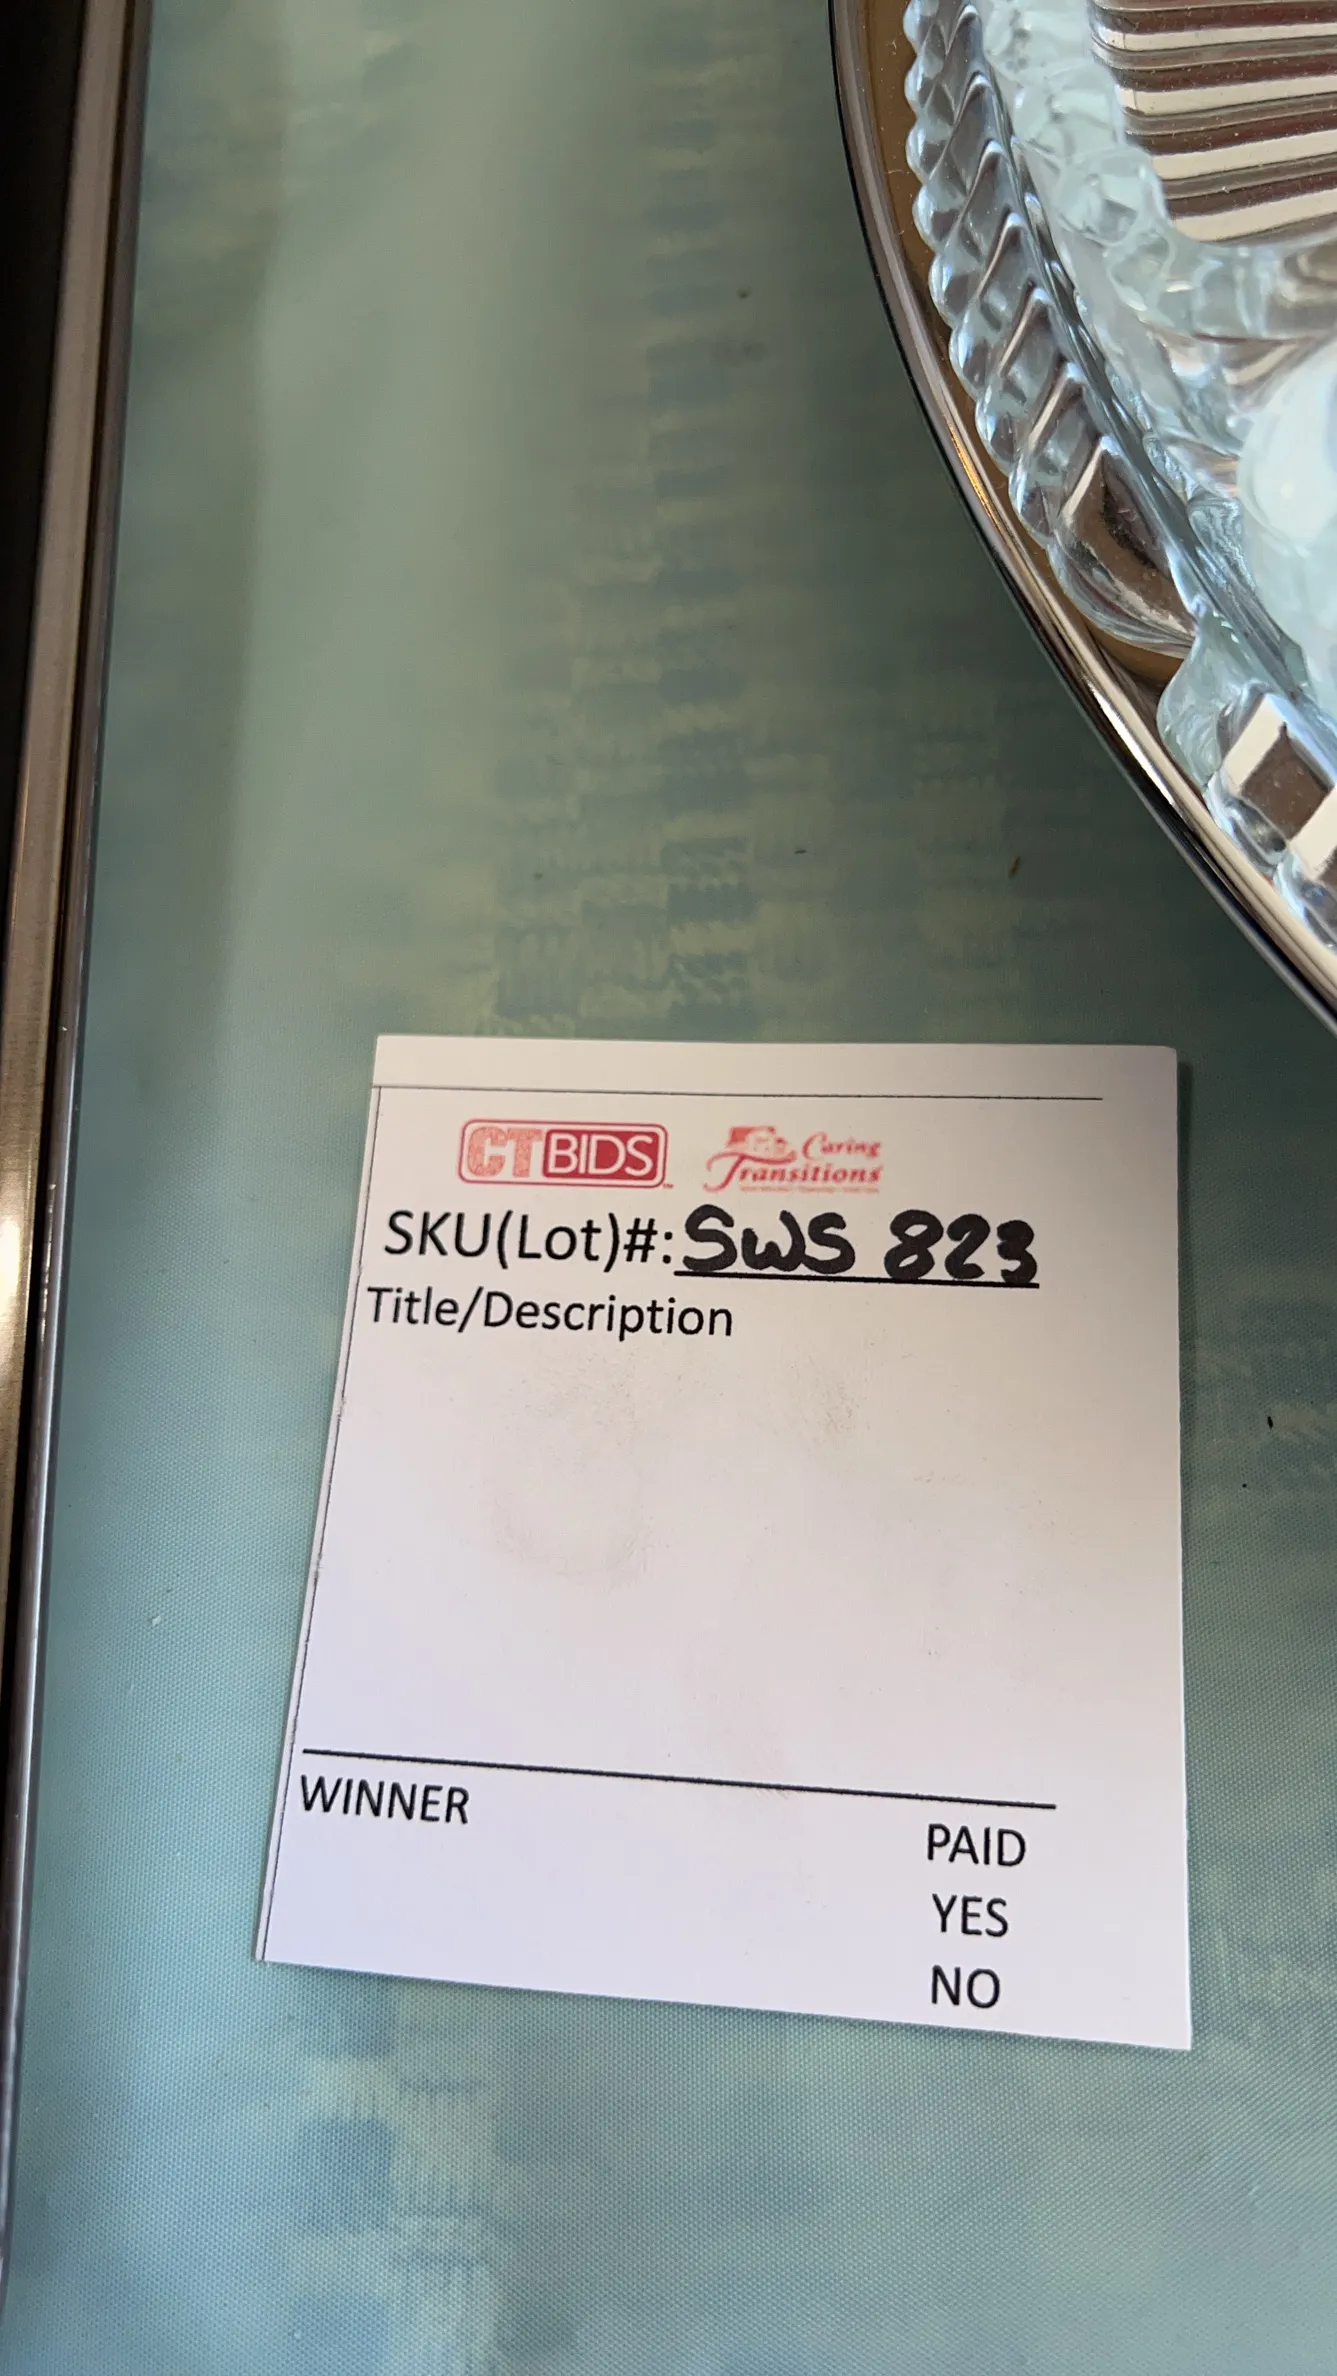 CTBIDS Caring Transitions
SKU(Lot)#: SWS 823
Title/Description
WINNER
PAID
YES
NO